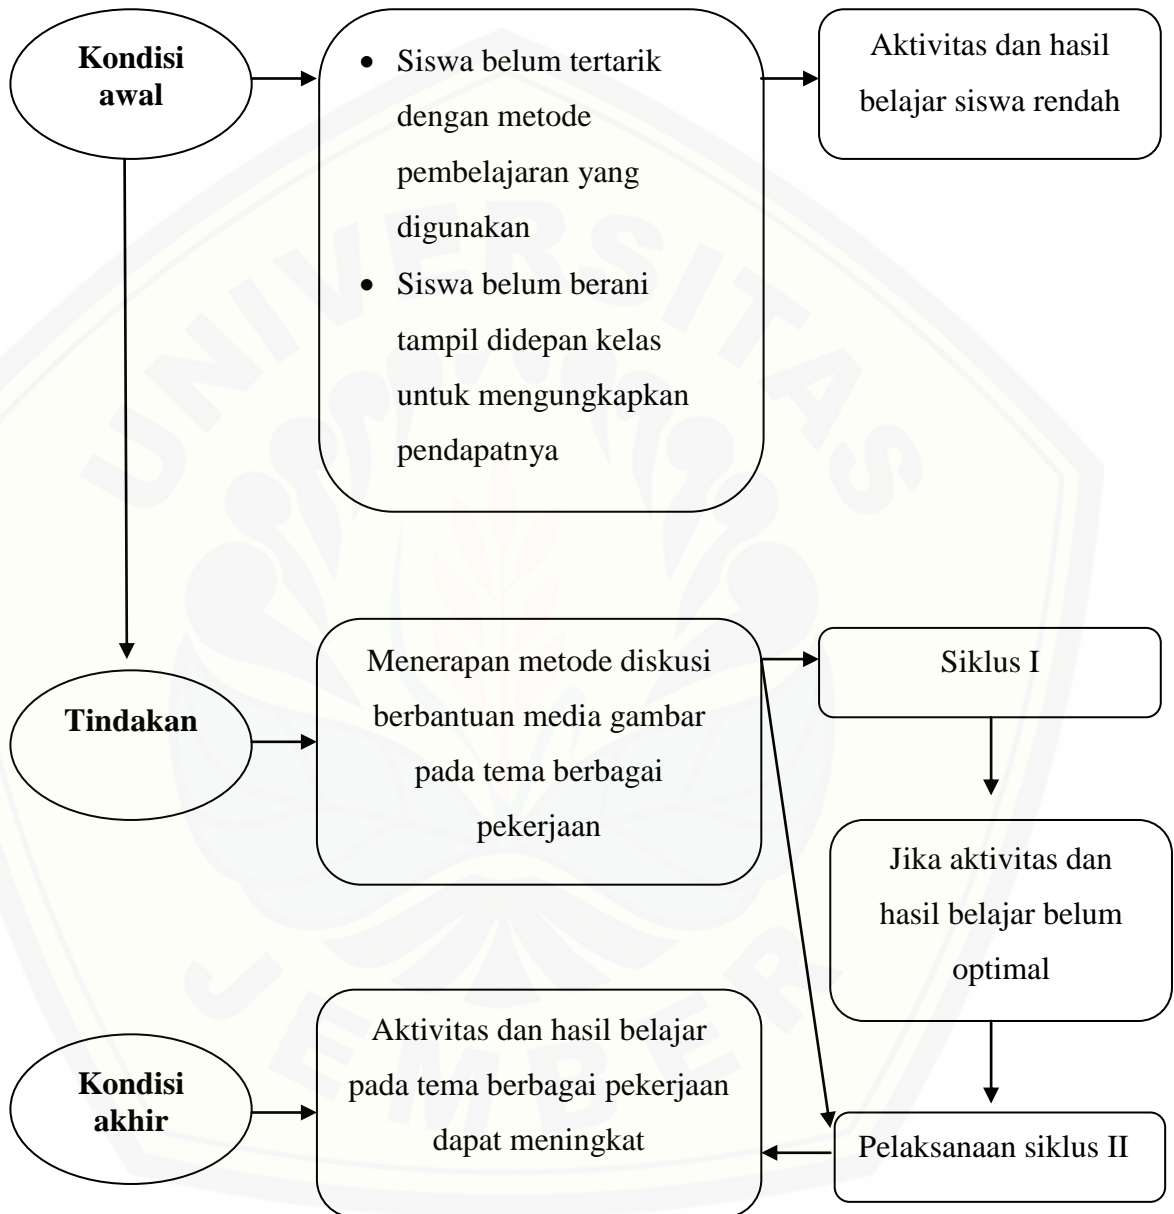 Kondisi
awal
• Siswa belum tertarik
dengan metode
pembelajaran yang
digunakan
• Siswa belum berani
tampil didepan kelas
untuk mengungkapkan
pendapatnya
Aktivitas dan hasil
belajar siswa rendah
Tindakan
Menerapan metode diskusi
berbantuan media gambar
pada tema berbagai
pekerjaan
Siklus I
Jika aktivitas dan
hasil belajar belum
optimal
Kondisi
akhir
Aktivitas dan hasil belajar
pada tema berbagai pekerjaan
dapat meningkat
Pelaksanaan siklus II
UNIVERSITAS
JEMBER